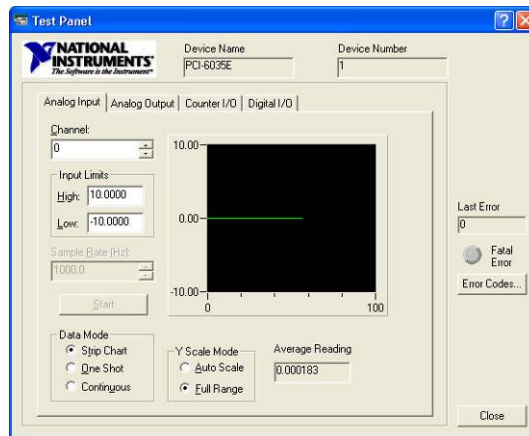 Test Panel
NATIONAL INSTRUMENTS
The Software is the Instrument
Device Name
PCI-6035E
Device Number
1
Analog Input
Analog Output
Counter I/O
Digital I/O
Channel:
0
Input Limits
High: 10.0000
Low: -10.0000
Sample Rate (Hz):
1000.0
Start
10.00
0.00
-10.00
0
100
Data Mode
Strip Chart
One Shot
Continuous
Y Scale Mode
Auto Scale
Full Range
Average Reading
0.000183
Last Error
0
Fatal Error
Error Codes...
Close